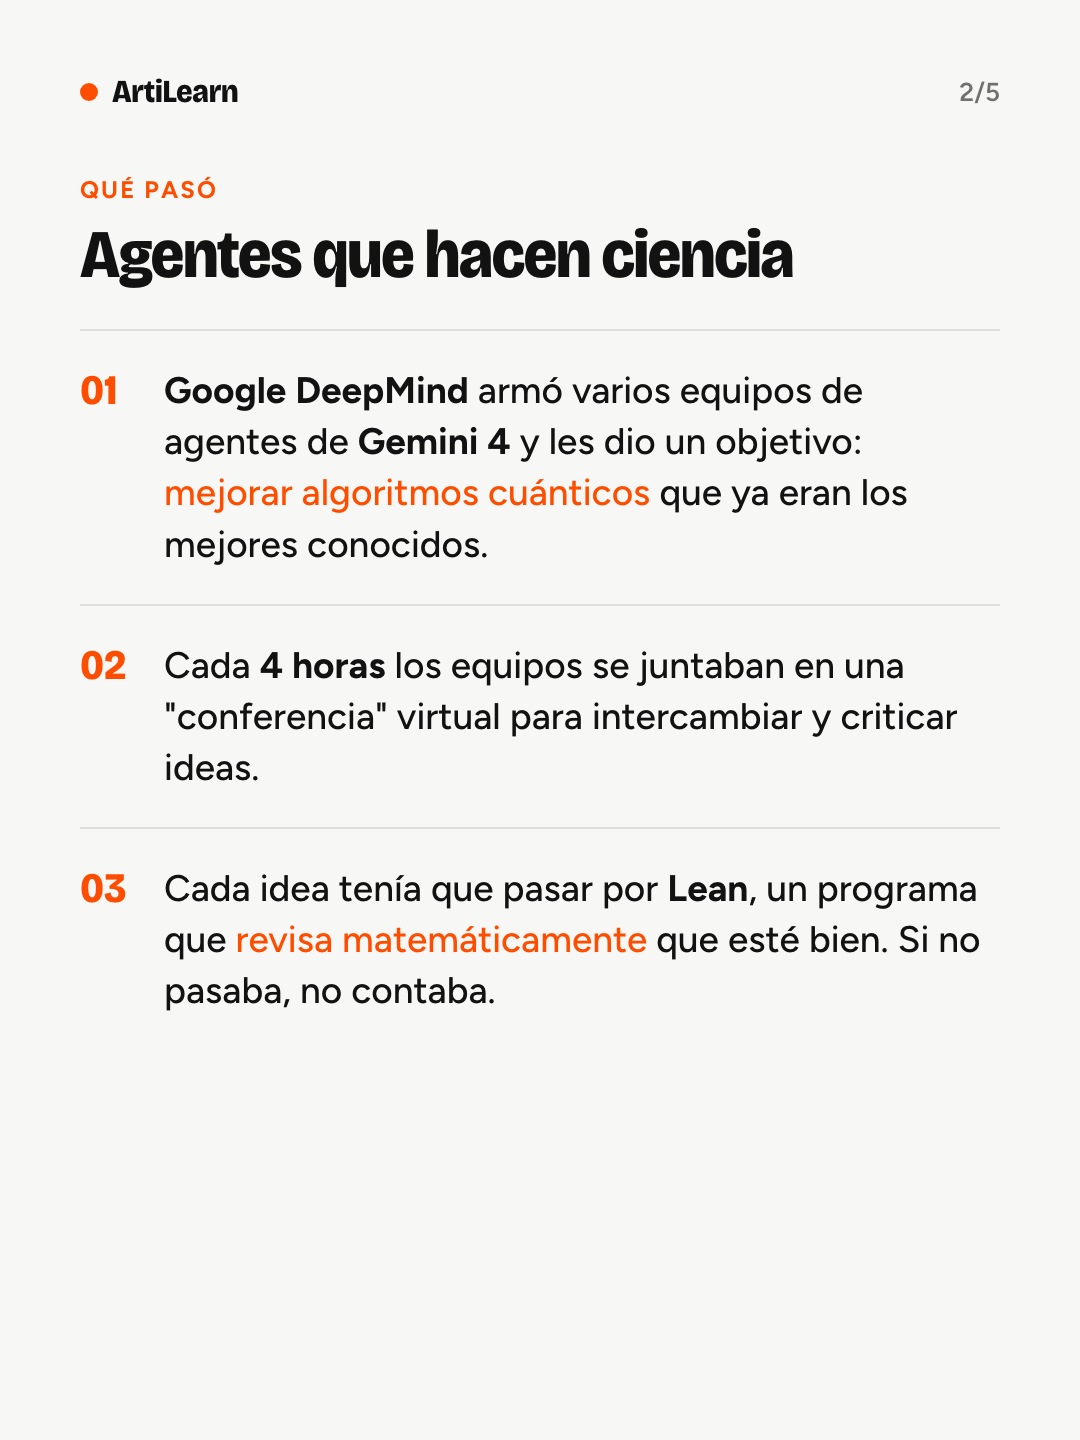 ArtiLearn
2/5
QUÉ PASÓ
Agentes que hacen ciencia
01
Google DeepMind armó varios equipos de
agentes de Gemini 4 y les dio un objetivo:
mejorar algoritmos cuánticos que ya eran los
mejores conocidos.
02
Cada 4 horas los equipos se juntaban en una
"conferencia" virtual para intercambiar y criticar
ideas.
03
Cada idea tenía que pasar por Lean, un programa
que revisa matemáticamente que esté bien. Si no
pasaba, no contaba.